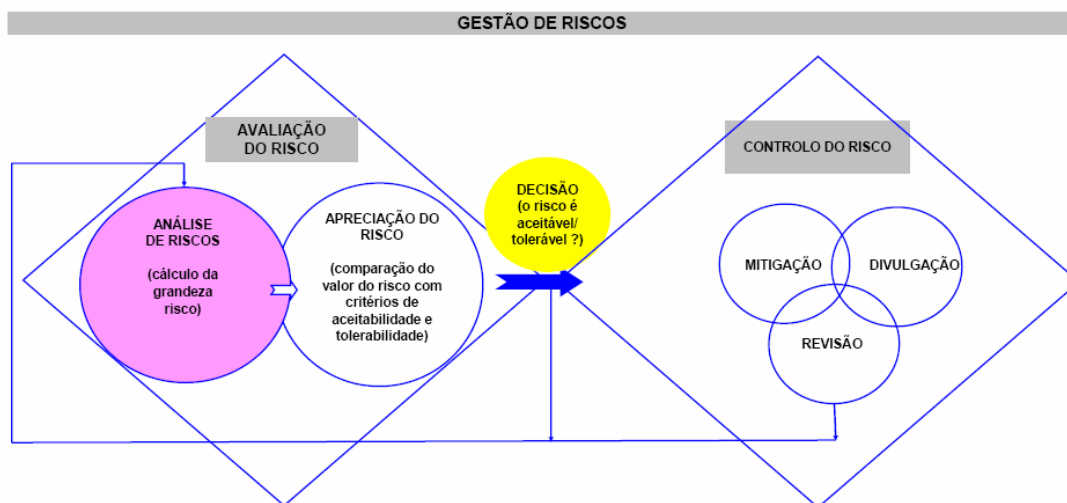 GESTÃO DE RISCOS
AVALIAÇÃO
DO RISCO
ANÁLISE
DE RISCOS
(cálculo da
grandeza
risco)
APRECIAÇÃO DO
RISCO
(comparação do
valor do risco com
critérios de
aceitabilidade e
tolerabilidade)
DECISÃO
(o risco é
aceitável/
tolerável ?)
CONTROLO DO RISCO
MITIGAÇÃO
DIVULGAÇÃO
REVISÃO